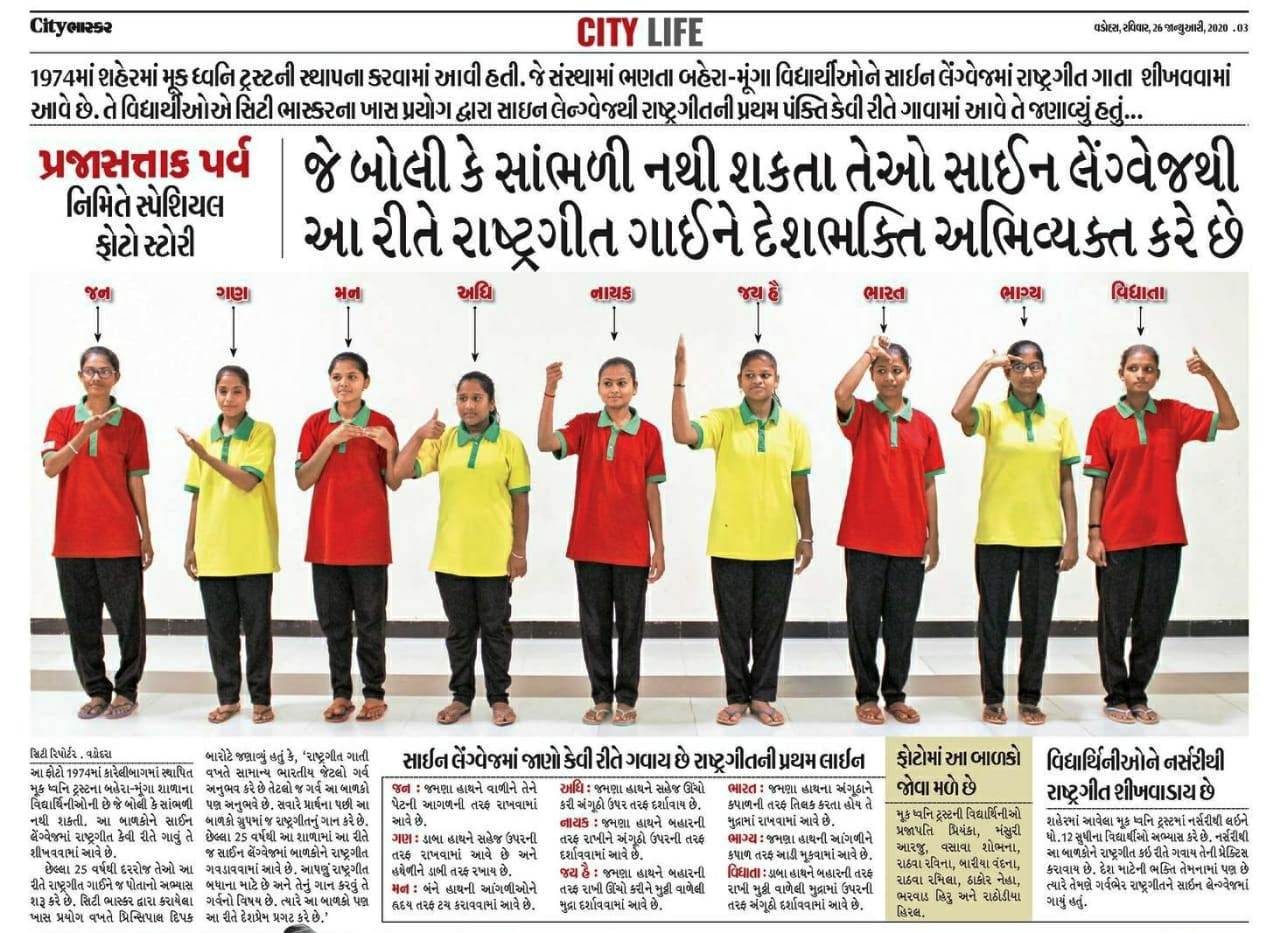 Cityભાસ્કર
CITY LIFE
વડોદરા, રવિવાર, 26 જાન્યુઆરી, 2020 . 03
1974માં શહેરમાં મૂક ધ્વનિ ટ્રસ્ટની સ્થાપના કરવામાં આવી હતી. જે સંસ્થામાં ભણતા બહેરા-મૂંગા વિદ્યાર્થીઓને સાઈન લેંગ્વેજમાં રાષ્ટ્રગીત ગાતા શીખવવામાં
આવે છે. તે વિદ્યાર્થીઓએ સિટી ભાસ્કરના ખાસ પ્રયોગ દ્વારા સાઇન લેન્ગ્વેજથી રાષ્ટ્રગીતની પ્રથમ પંક્તિ કેવી રીતે ગાવામાં આવે તે જણાવ્યું હતું...
પ્રજાસત્તાક પર્વ
નિમિતે સ્પેશિયલ
ફોટો સ્ટોરી
જે બોલી કે સાંભળી નથી શકતા તેઓ સાઈન લેંગ્વેજથી
આ રીતે રાષ્ટ્રગીત ગાઈને દેશભક્તિ અભિવ્યક્ત કરે છે
જન ગણ મન અધિ નાયક જય હૈ ભારત ભાગ્ય વિધાતા
સિટી રિપોર્ટર . વડોદરા
આ ફોટો 1974માં કારેલીબાગમાં સ્થાપિત
મૂક ધ્વનિ ટ્રસ્ટના બહેરા-મૂંગા શાળાના
વિદ્યાર્થિનીઓની છે જે બોલી કે સાંભળી
નથી શકતી. આ બાળકોને સાઈન
લેંગ્વેજમાં રાષ્ટ્રગીત કેવી રીતે ગાવું તે
શીખવવામાં આવે છે.
છેલ્લા 25 વર્ષથી દરરોજ તેઓ આ
રીતે રાષ્ટ્રગીત ગાઈને જ પોતાનો અભ્યાસ
શરૂ કરે છે. સિટી ભાસ્કર દ્વારા કરાયેલા
ખાસ પ્રયોગ વખતે પ્રિન્સિપાલ દિપક
બારોટે જણાવ્યું હતું કે, ‘રાષ્ટ્રગીત ગાતી
વખતે સામાન્ય ભારતીય જેટલો ગર્વ
અનુભવ કરે છે તેટલો જ ગર્વ આ બાળકો
પણ અનુભવે છે. સવારે પ્રાર્થના પછી આ
બાળકો ગ્રુપમાં જ રાષ્ટ્રગીતનું ગાન કરે છે.
છેલ્લા 25 વર્ષથી આ શાળામાં આ રીતે
જ સાઈન લેંગ્વેજમાં બાળકોને રાષ્ટ્રગીત
ગવડાવવામાં આવે છે. આપણું રાષ્ટ્રગીત
બધાના માટે છે અને તેનું ગાન કરવું તે
ગર્વનો વિષય છે. ત્યારે આ બાળકો પણ
આ રીતે દેશપ્રેમ પ્રગટ કરે છે.’
સાઈન લેંગ્વેજમાં જાણો કેવી રીતે ગવાય છે રાષ્ટ્રગીતની પ્રથમ લાઈન
જન : જમણા હાથને વાળીને તેને
પેટની આગળની તરફ રાખવામાં
આવે છે.
ગણ : ડાબા હાથને સહેજ ઉપરની
તરફ રાખવામાં આવે છે અને
હથેળીને ડાબી તરફ રખાય છે.
મન : બંને હાથની આંગળીઓને
હૃદય તરફ ટચ કરાવવામાં આવે છે.
અધિ : જમણા હાથને સહેજ ઊંચો
કરી અંગૂઠો ઉપર તરફ દર્શાવાય છે.
નાયક : જમણા હાથને બહારની
તરફ રાખીને અંગૂઠો ઉપરની તરફ
દર્શાવવામાં આવે છે.
જય હૈ : જમણા હાથને બહારની
તરફ રાખી ઊંચો કરીને મુઠ્ઠી વાળેલી
મુદ્રા દર્શાવવામાં આવે છે.
ભારત : જમણા હાથના અંગૂઠાને
કપાળની તરફ તિલક કરતા હોય તે
મુદ્રામાં રાખવામાં આવે છે.
ભાગ્ય : જમણા હાથની આંગળીને
કપાળ તરફ આડી મૂકવામાં આવે છે.
વિધાતા : ડાબા હાથને બહારની તરફ
રાખી મુઠ્ઠી વાળેલી મુદ્રામાં ઉપરની
તરફ અંગૂઠો દર્શાવવામાં આવે છે.
ફોટોમાં આ બાળકો
જોવા મળે છે
મૂક ધ્વનિ ટ્રસ્ટની વિદ્યાર્થિનીઓ
પ્રજાપતિ પ્રિયંકા, મંસુરી
આરજુ, વસાવા શોભના,
રાઠવા રવિના, બારીયા વંદના,
રાઠવા રમિલા, ઠાકોર નેહા,
ભરવાડ હિરુ અને રાઠોડીયા
હિરલ.
વિદ્યાર્થિનીઓને નર્સરીથી
રાષ્ટ્રગીત શીખવાડાય છે
શહેરમાં આવેલા મૂક ધ્વનિ ટ્રસ્ટમાં નર્સરીથી લઇને
ધો. 12 સુધીના વિદ્યાર્થીઓ અભ્યાસ કરે છે. નર્સરીથી
આ બાળકોને રાષ્ટ્રગીત કઇ રીતે ગવાય તેની પ્રેક્ટિસ
કરાવાય છે. દેશ માટેની ભક્તિ તેમનામાં પણ છે
ત્યારે તેમણે ગર્વભેર રાષ્ટ્રગીતને સાઇન લેન્ગ્વેજમાં
ગાયું હતું.